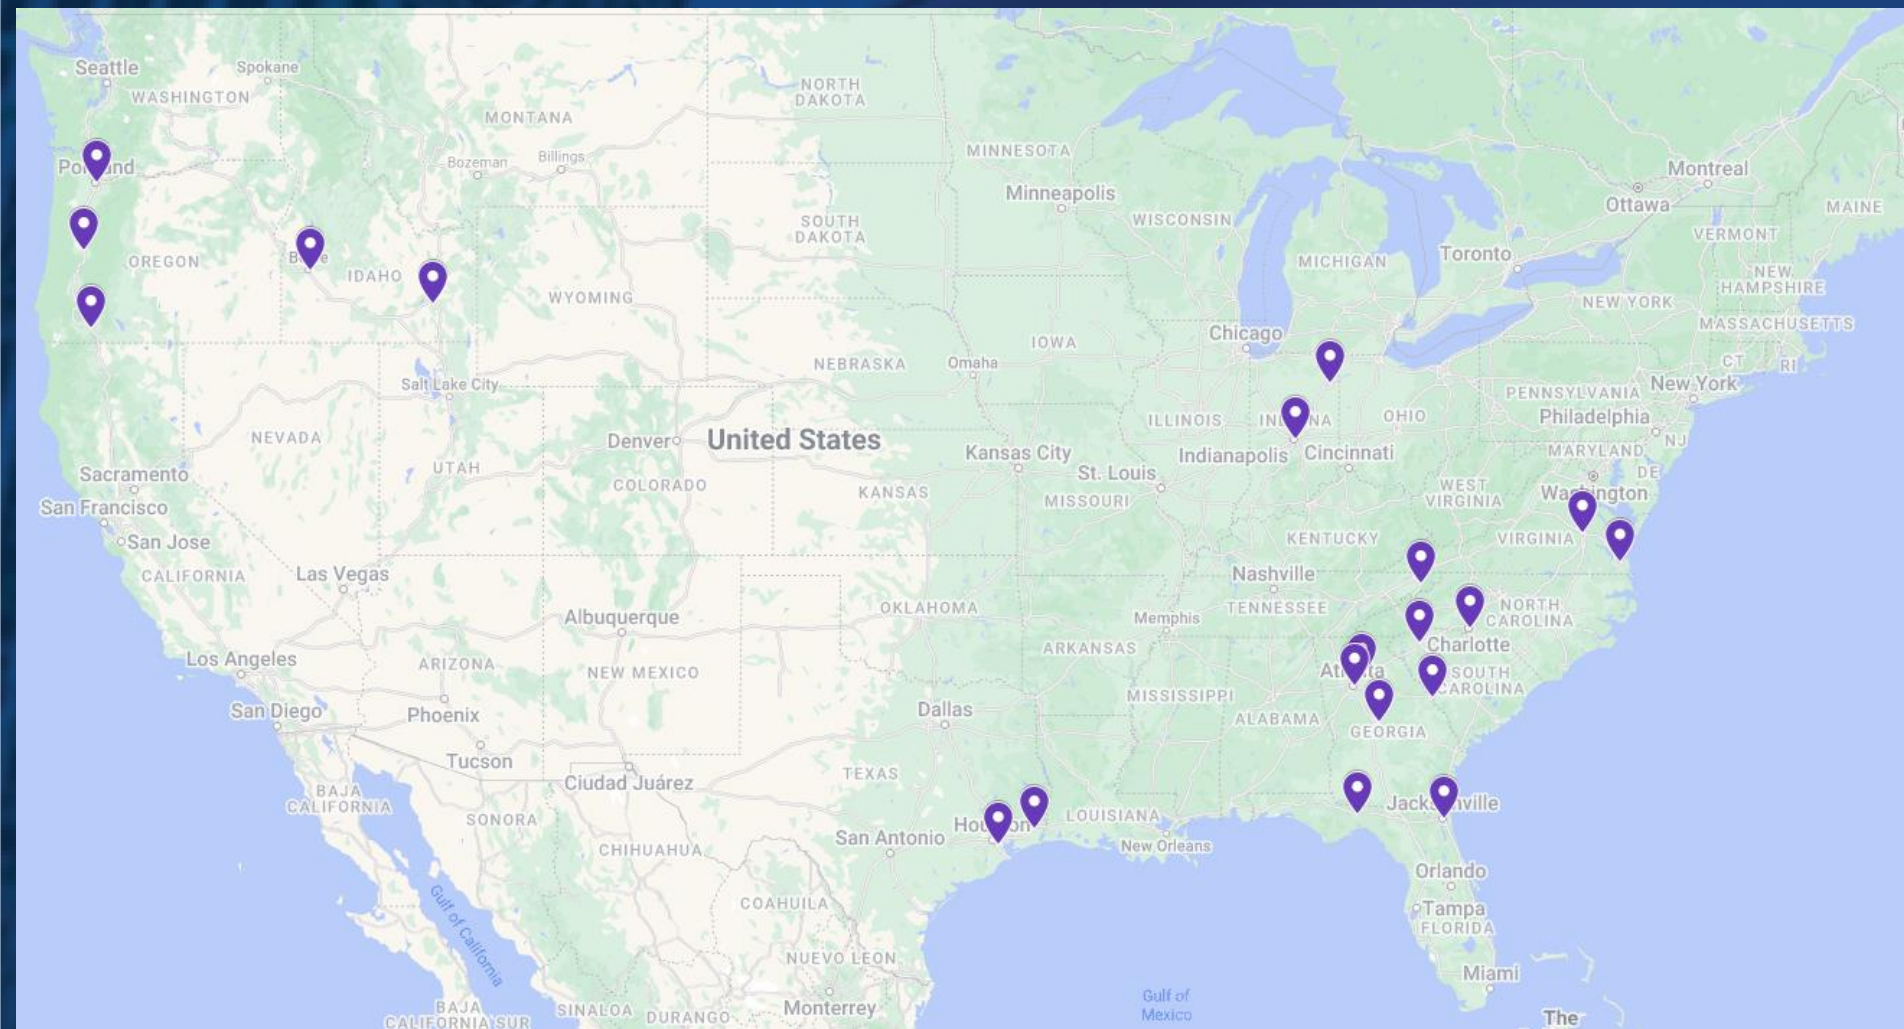 Seattle
Spokane
WASHINGTON
MONTANA
NORTH
DAKOTA
MINNESOTA
Bozeman
Billings
Montreal
Minneapolis
Ottawa
MAINE
SOUTH
DAKOTA
WISCONSIN
VERMONT
OREGON
IDAHO
MICHIGAN
Toronto
WYOMING
NEW
HAMPSHIRE
NEW YORK
MASSACHUSETTS
Chicago
IOWA
NEBRASKA
Omaha
CT
RI
Salt Lake City
PENNSYLVANIA
New York
ILLINOIS
OHIO
Philadelphia
NEVADA
Denver
United States
NJ
Kansas City
Indianapolis
Cincinnati
MARYLAND
UTAH
St. Louis
DE
Sacramento
COLORADO
KANSAS
MISSOURI
WEST
VIRGINIA
Washington
San Francisco
San Jose
KENTUCKY
VIRGINIA
CALIFORNIA
Las Vegas
Nashville
Albuquerque
OKLAHOMA
Memphis
TENNESSEE
NORTH
CAROLINA
Los Angeles
ARIZONA
NEW MEXICO
ARKANSAS
Charlotte
SOUTH
CAROLINA
San Diego
Phoenix
Dallas
MISSISSIPPI
ALABAMA
GEORGIA
Tucson
Ciudad Juárez
TEXAS
BAJA
CALIFORNIA
SONORA
San Antonio
LOUISIANA
CHIHUAHUA
New Orleans
Orlando
Gulf of California
COAHUILA
Tampa
FLORIDA
NUEVO LEON
Miami
BAJA
CALIFORNIA SUR
SINALOA
DURANGO
Monterrey
Gulf of
Mexico
The